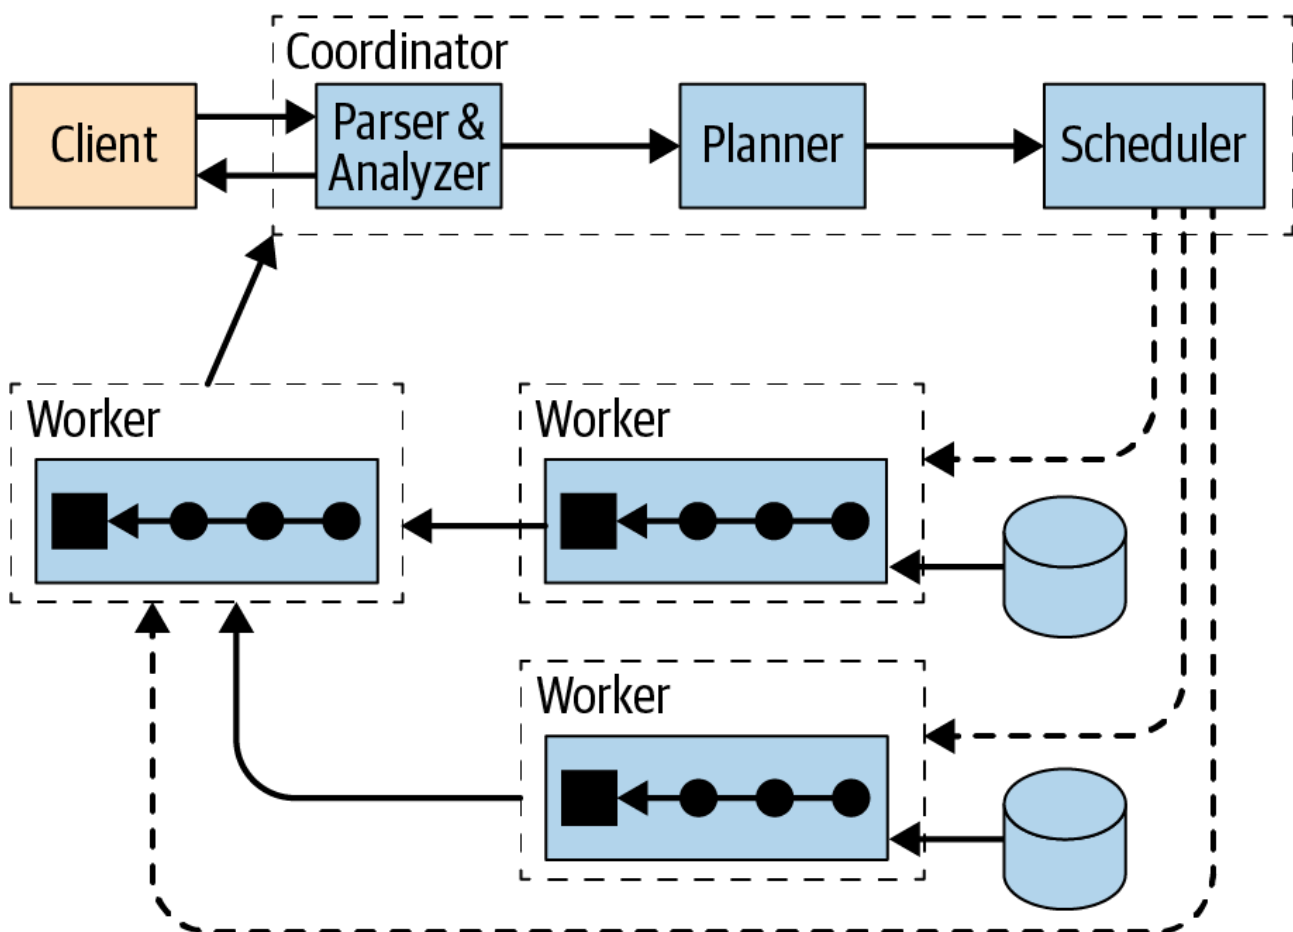 Coordinator
Client
Parser &
Analyzer
Planner
Scheduler
Worker
Worker
Worker